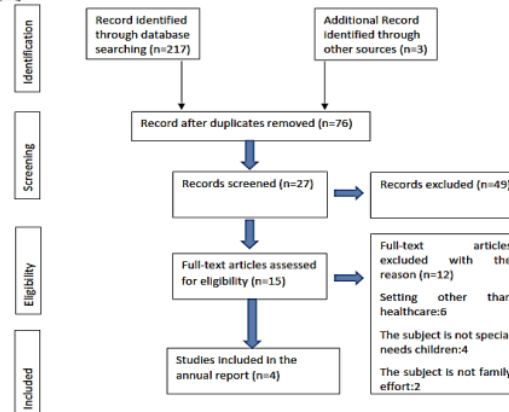 Identification
Record identified
through database
searching (n=217)
Additional Record
identified through
other sources (n=3)
Record after duplicates removed (n=76)
Screening
Records screened (n=27)
Records excluded (n=49)
Eligibility
Full-text articles assessed
for eligibility (n=15)
Full-text articles
excluded with the
reason (n=12)
Setting other than
healthcare:6
The subject is not special
needs children:4
The subject is not family
effort:2
Included
Studies included in the
annual report (n=4)